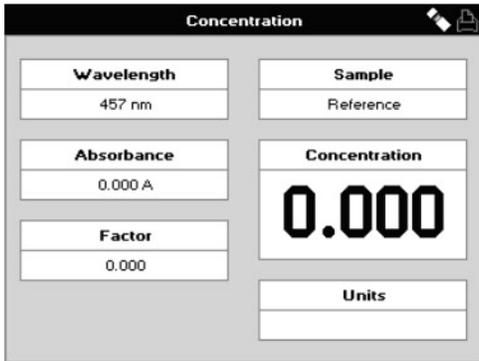 Concentration
Wavelength
457 nm
Sample
Reference
Absorbance
0.000 A
Concentration
0.000
Factor
0.000
Units